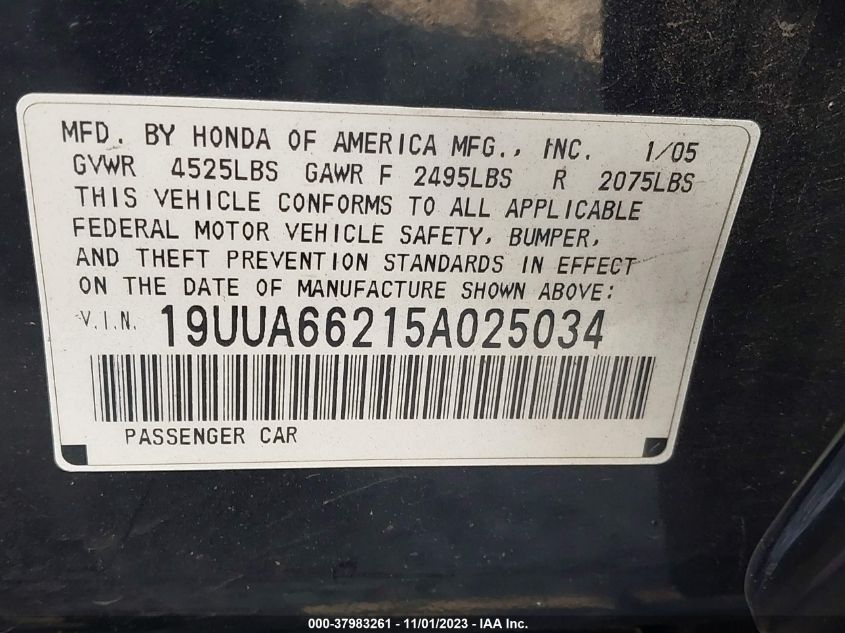 MFD. BY HONDA OF AMERICA MFG., INC. 1/05
GVWR 4525LBS GAWR F 2495LBS R 2075LBS
THIS VEHICLE CONFORMS TO ALL APPLICABLE
FEDERAL MOTOR VEHICLE SAFETY, BUMPER,
AND THEFT PREVENTION STANDARDS IN EFFECT
ON THE DATE OF MANUFACTURE SHOWN ABOVE:
V.I.N. 19UUA66215A025034
PASSENGER CAR
000-37983261 - 11/01/2023 - IAA Inc.